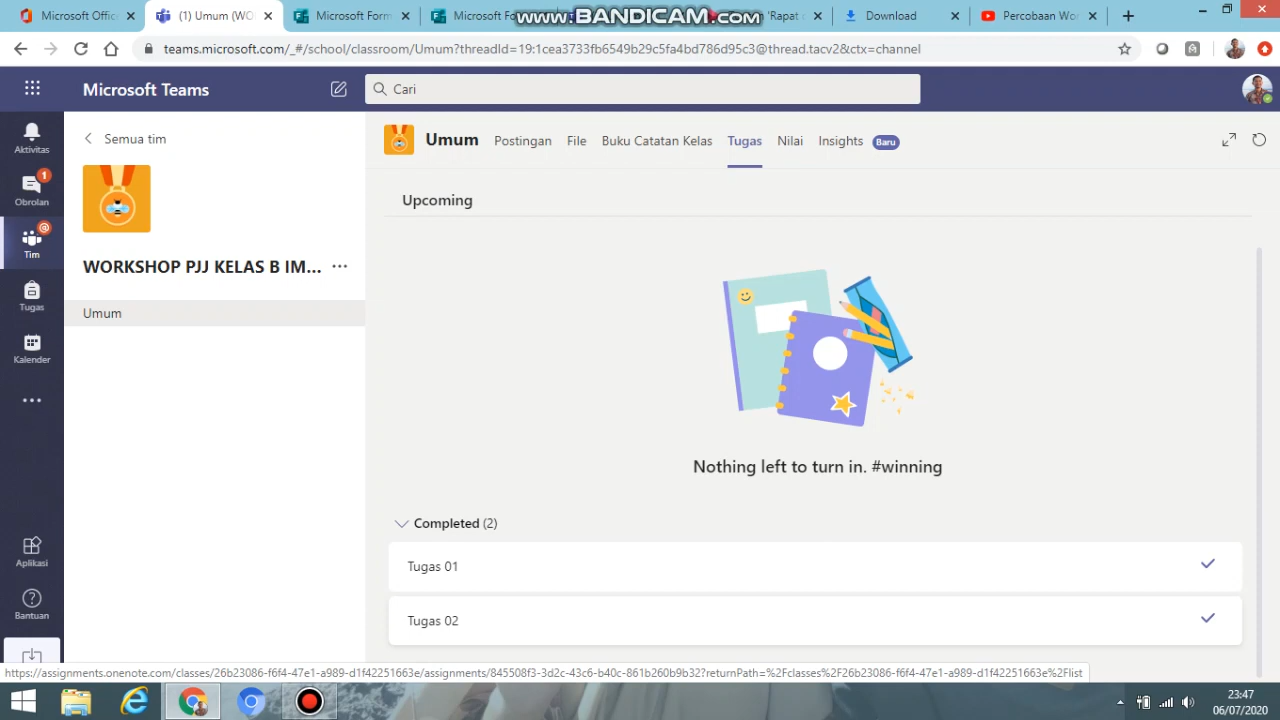 Microsoft Offic
(1) Umum (WO
Microsoft Form
Microsoft Fo
www.BANDICAM.com
'Rapat
Download
Percobaan Wo
teams.microsoft.com/_#/school/classroom/Umum?threadId=19:1cea3733fb6549b29c5fa4bd786d95c3@thread.tacv2&ctx=channel
Microsoft Teams
Cari
Aktivitas
1
Obrolan
Tim
Tugas
Kalender
Aplikasi
Bantuan
Semua tim
WORKSHOP PJJ KELAS B IM...
Umum
Umum
Postingan
File
Buku Catatan Kelas
Tugas
Nilai
Insights
Baru
Upcoming
Nothing left to turn in. #winning
Completed (2)
Tugas 01
Tugas 02
https://assignments.onenote.com/classes/26b23086-f6f4-47e1-a989-d1f42251663e/assignments/845508f3-3d2c-43c6-b40c-861b260b9b32?returnPath=%2Fclasses%2F26b23086-f6f4-47e1-a989-d1f42251663e%2Flist
23:47
06/07/2020